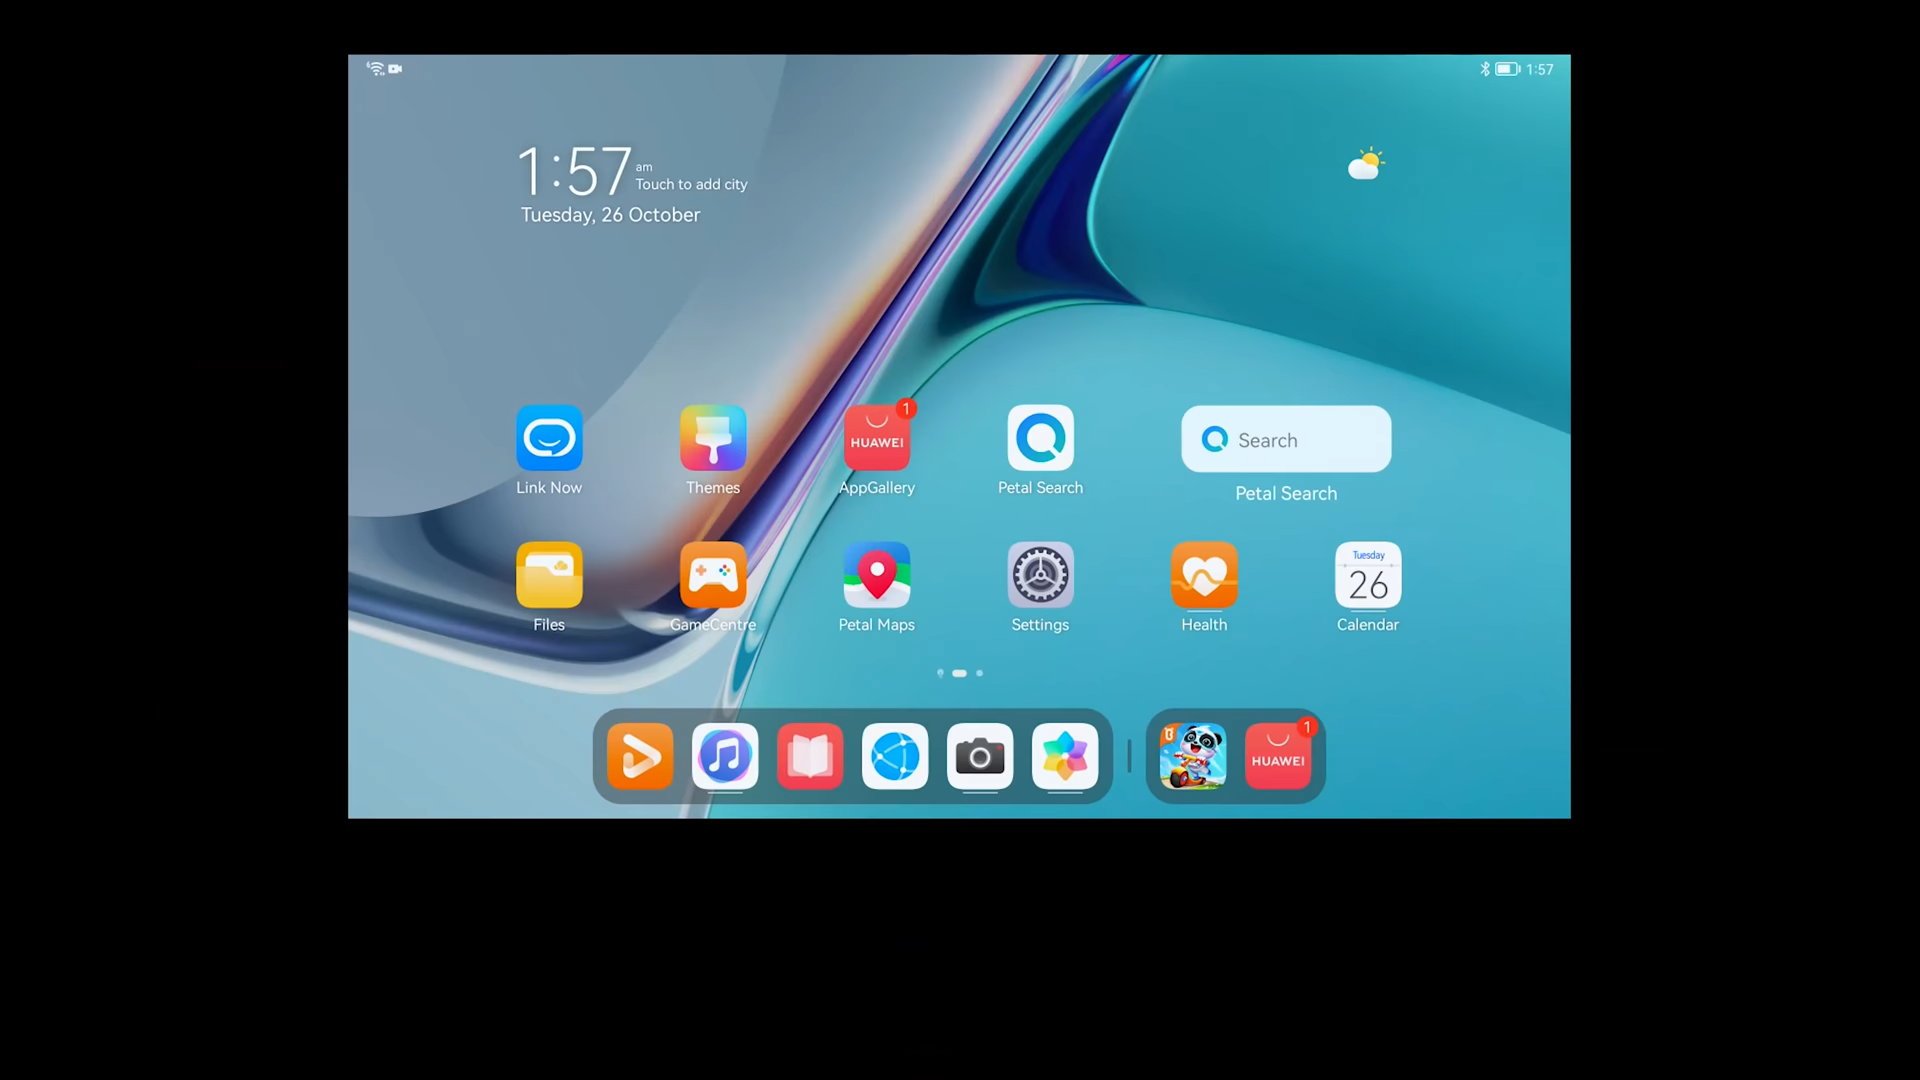 1:57
1:57
am
Touch to add city
Tuesday, 26 October
1
HUAWEI
Search
Link Now
Themes
AppGallery
Petal Search
Petal Search
Tuesday
26
Files
GameCentre
Petal Maps
Settings
Health
Calendar
1
HUAWEI